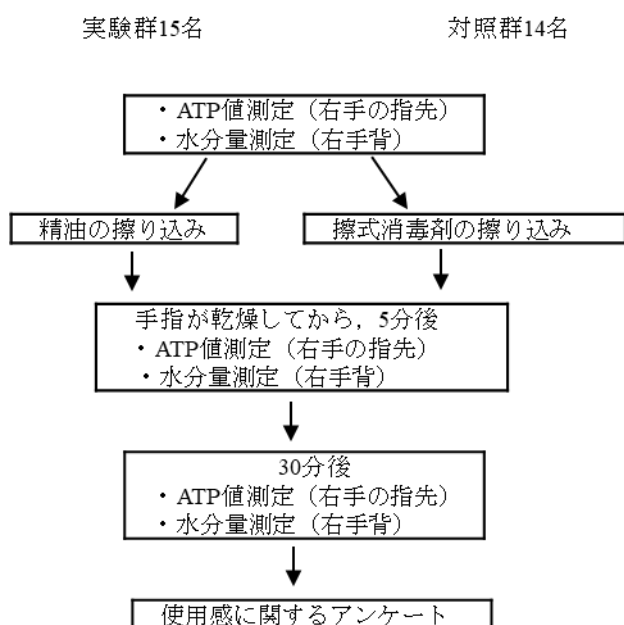 実験群15名
対照群14名
・ATP値測定（右手の指先）
・水分量測定（右手背）
精油の擦り込み
擦式消毒剤の擦り込み
手指が乾燥してから，5分後
・ATP値測定（右手の指先）
・水分量測定（右手背）
30分後
・ATP値測定（右手の指先）
・水分量測定（右手背）
使用感に関するアンケート